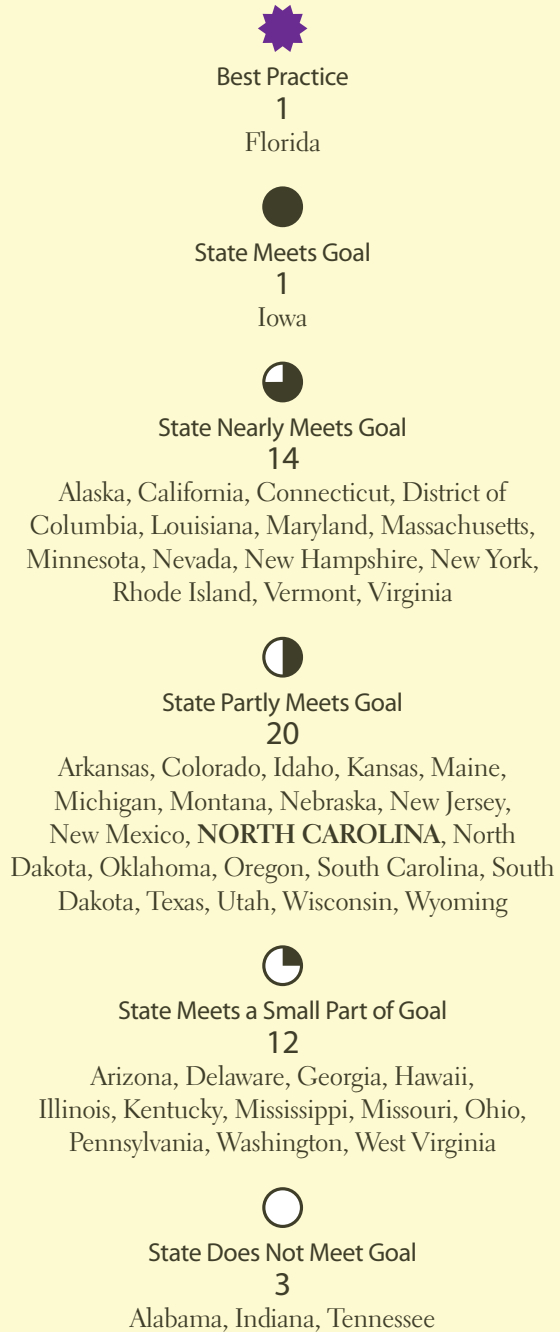 Best Practice
1
Florida
State Meets Goal
1
Iowa
State Nearly Meets Goal
14
Alaska, California, Connecticut, District of
Columbia, Louisiana, Maryland, Massachusetts,
Minnesota, Nevada, New Hampshire, New York,
Rhode Island, Vermont, Virginia
State Partly Meets Goal
20
Arkansas, Colorado, Idaho, Kansas, Maine,
Michigan, Montana, Nebraska, New Jersey,
New Mexico, NORTH CAROLINA, North
Dakota, Oklahoma, Oregon, South Carolina, South
Dakota, Texas, Utah, Wisconsin, Wyoming
State Meets a Small Part of Goal
12
Arizona, Delaware, Georgia, Hawaii,
Illinois, Kentucky, Mississippi, Missouri, Ohio,
Pennsylvania, Washington, West Virginia
State Does Not Meet Goal
3
Alabama, Indiana, Tennessee